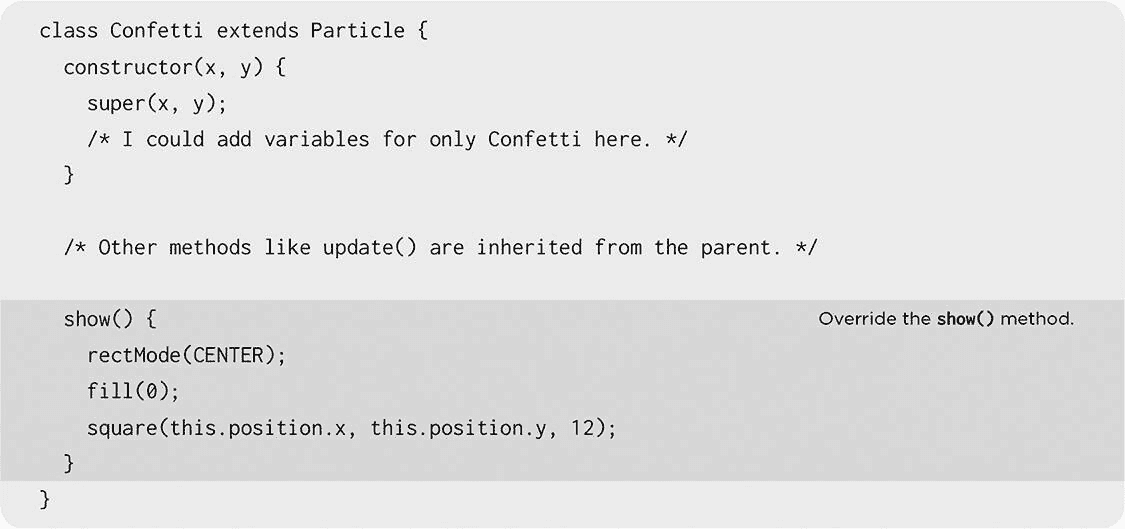 class Confetti extends Particle {
  constructor(x, y) {
    super(x, y);
    /* I could add variables for only Confetti here. */
  }

  /* Other methods like update() are inherited from the parent. */

  show() {
Override the show() method.
    rectMode(CENTER);
    fill(0);
    square(this.position.x, this.position.y, 12);
  }
}